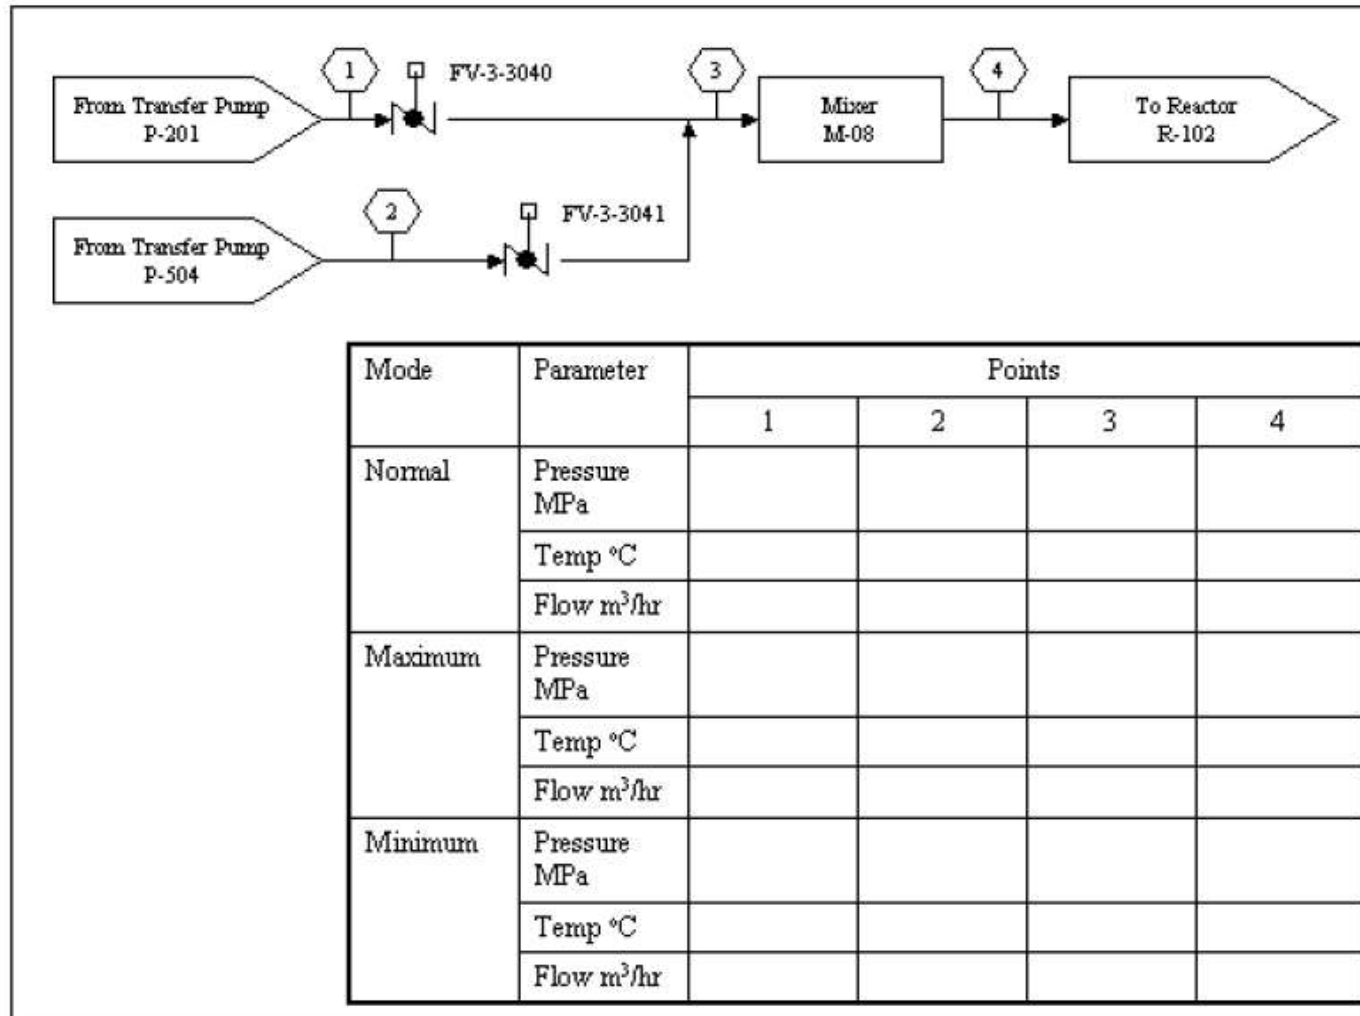 1
FV-3-3040
3
4
From Transfer Pump
P-201
Mixer
M-08
To Reactor
R-102
2
FV-3-3041
From Transfer Pump
P-504
Mode Parameter Points
1 2 3 4
Normal Pressure
MPa
Temp °C
Flow m³/hr
Maximum Pressure
MPa
Temp °C
Flow m³/hr
Minimum Pressure
MPa
Temp °C
Flow m³/hr